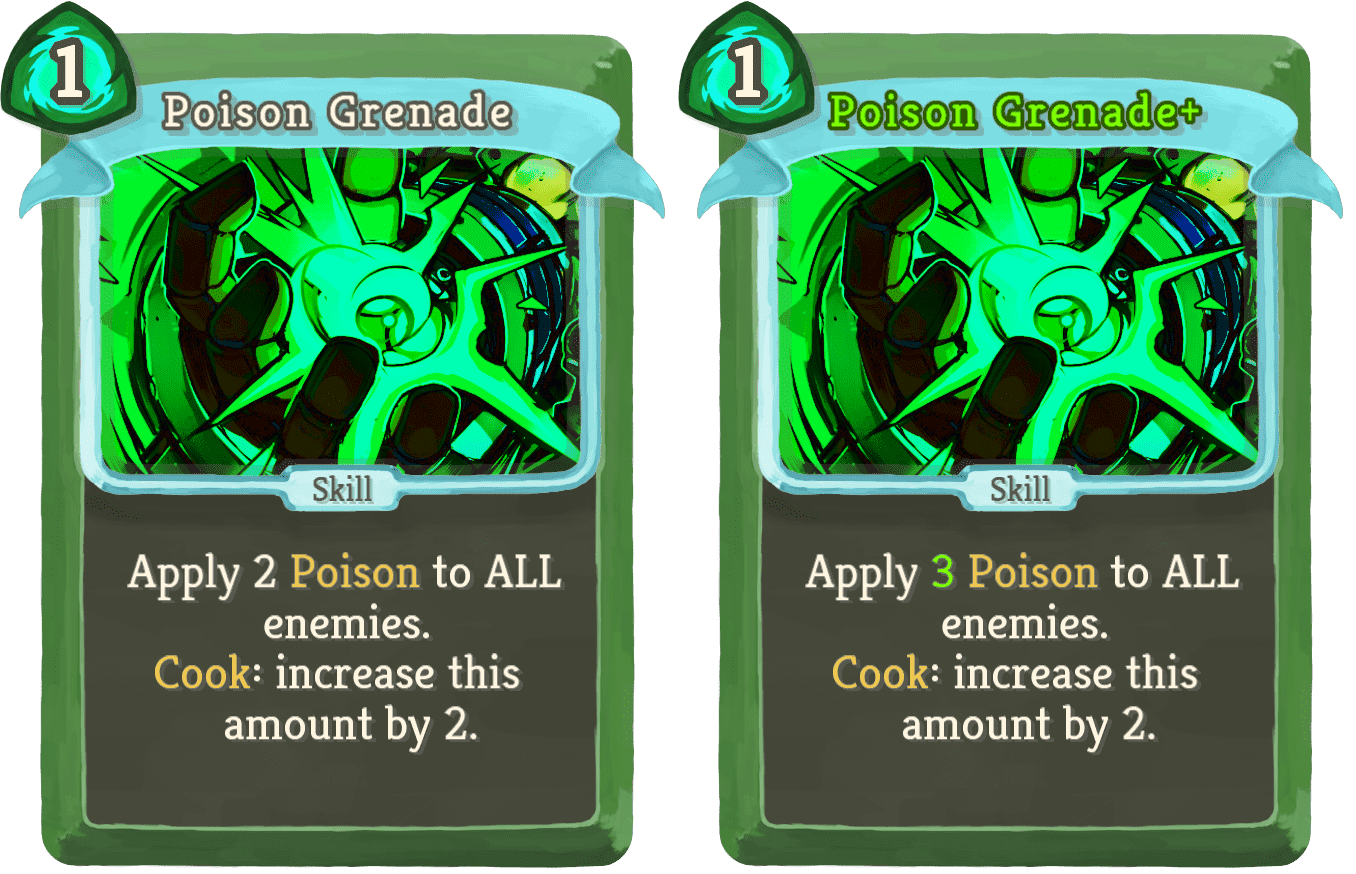 1
Poison Grenade
Skill
Apply 2 Poison to ALL
enemies.
Cook: increase this
amount by 2.
1
Poison Grenade+
Skill
Apply 3 Poison to ALL
enemies.
Cook: increase this
amount by 2.